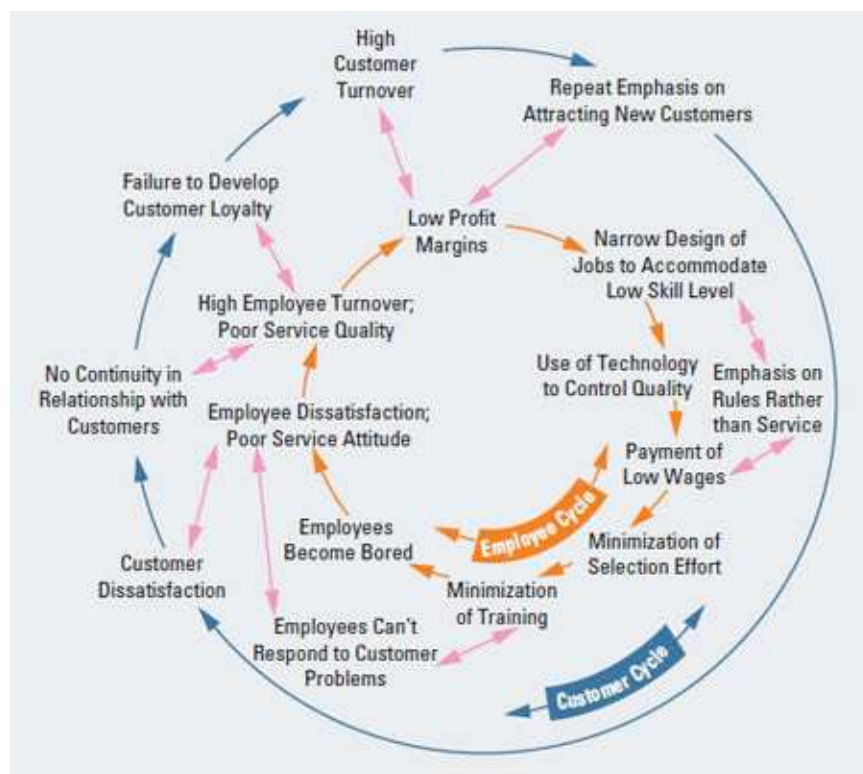 High
Customer
Turnover
Repeat Emphasis on
Attracting New Customers
Failure to Develop
Customer Loyalty
Low Profit
Margins
Narrow Design of
Jobs to Accommodate
Low Skill Level
High Employee Turnover;
Poor Service Quality
No Continuity in
Relationship with
Customers
Use of Technology
to Control Quality
Emphasis on
Rules Rather
than Service
Employee Dissatisfaction;
Poor Service Attitude
Payment of
Low Wages
Employees
Become Bored
Employee Cycle
Minimization of
Selection Effort
Customer
Dissatisfaction
Minimization
of Training
Employees Can't
Respond to Customer
Problems
Customer Cycle